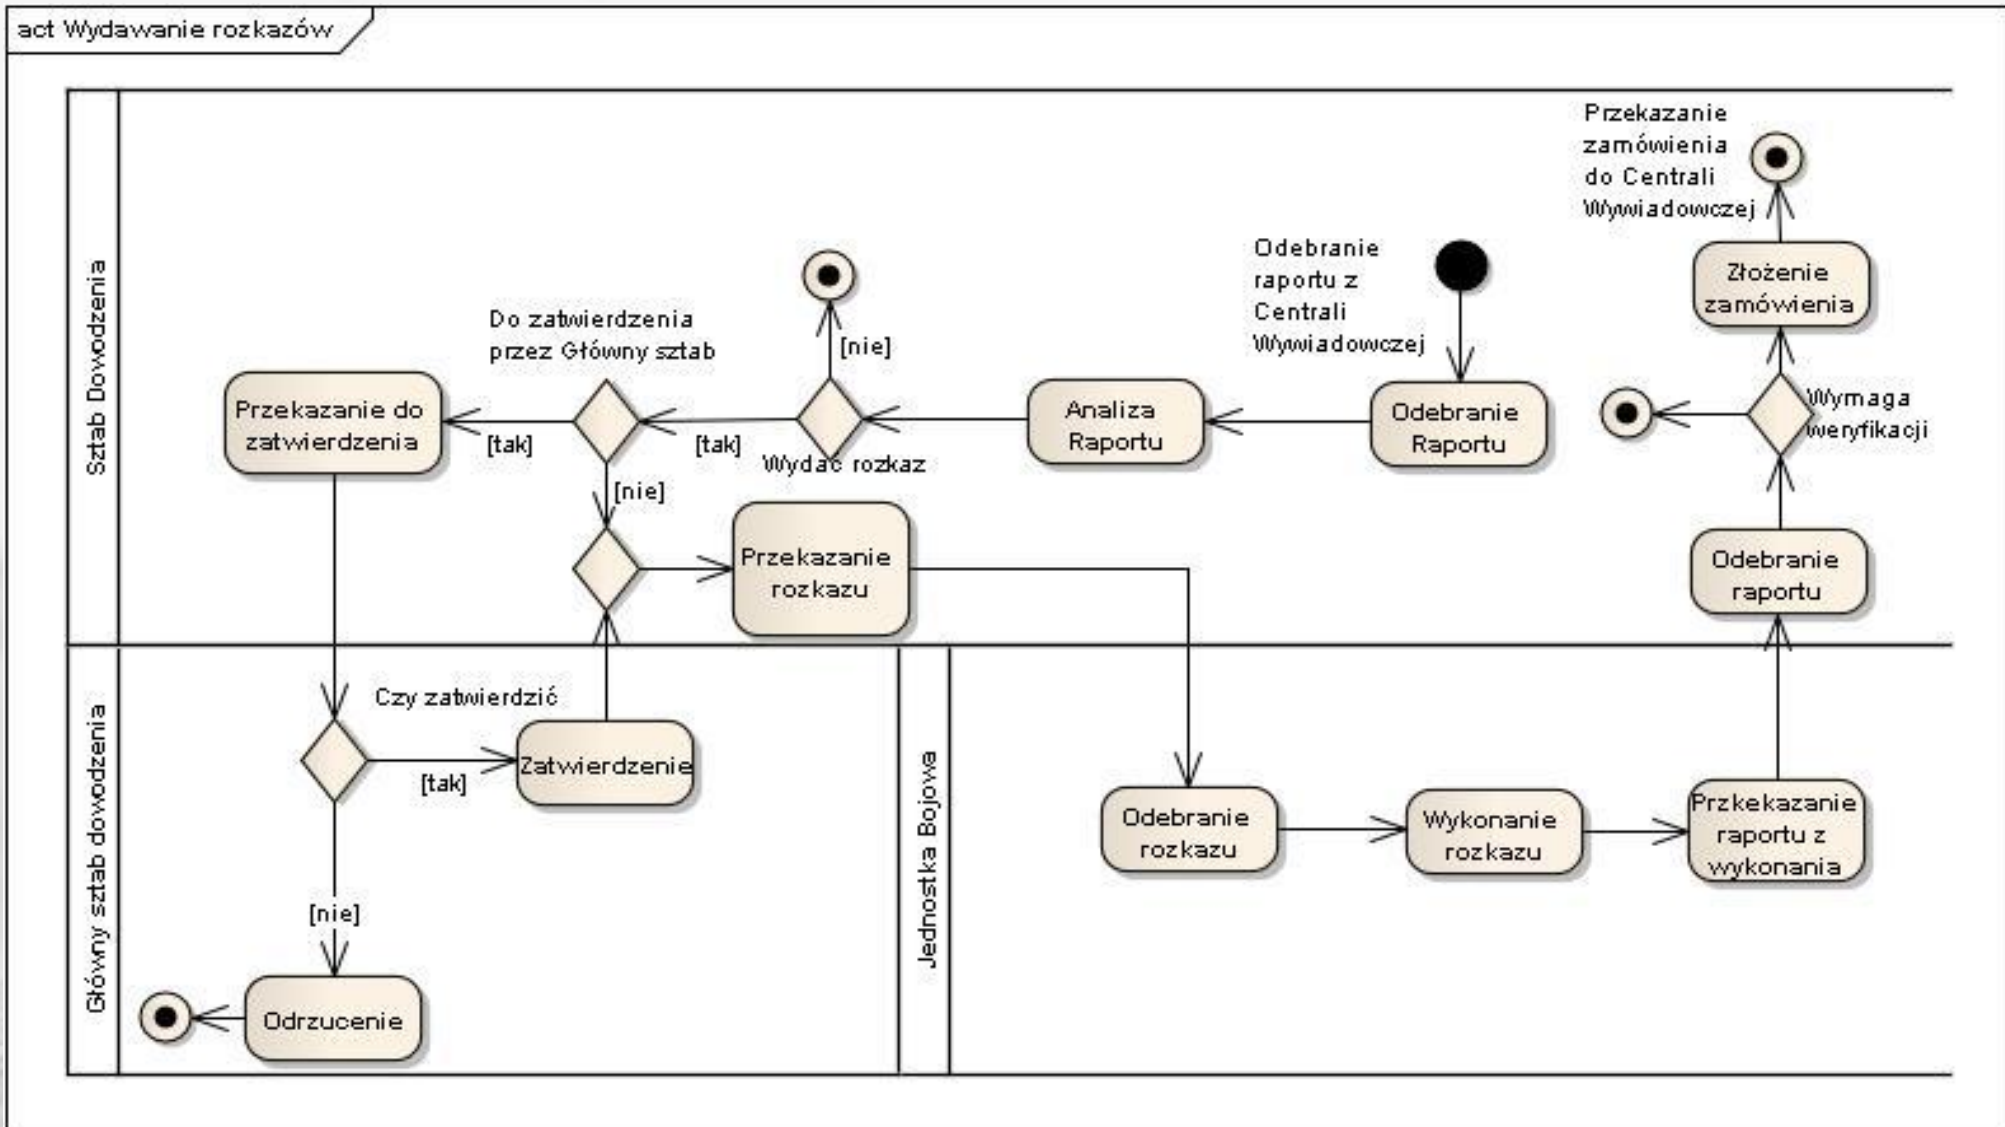 act Wydawanie rozkazów
Sztab Dowodzenia
Przekazanie
zamówienia
do Centrali
Wywiadowczej
Odebranie
raportu z
Centrali
Wywiadowczej
Złożenie
zamówienia
Do zatwierdzenia
przez Główny sztab
[nie]
Przekazanie do
zatwierdzenia
[tak]
[tak]
Wydać rozkaz
Analiza
Raportu
Odebranie
Raportu
Wymaga
weryfikacji
[nie]
Przekazanie
rozkazu
Odebranie
raportu
Główny sztab dowodzenia
Czy zatwierdzić
[tak]
Zatwierdzenie
[nie]
Odrzucenie
Jednostka Bojowa
Odebranie
rozkazu
Wykonanie
rozkazu
Przkekazanie
raportu z
wykonania